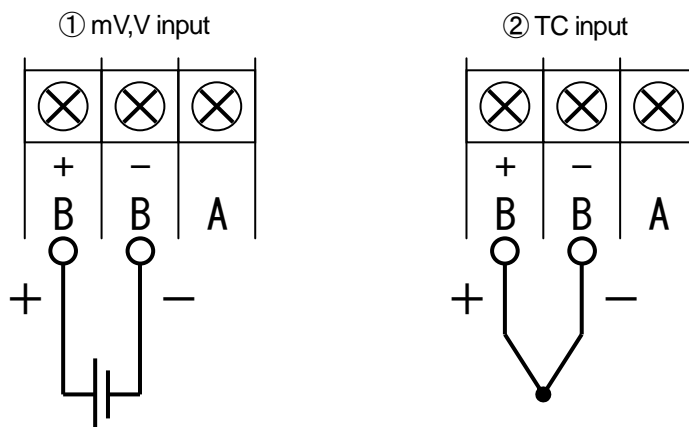 ① mV,V input
② TC input
+ − + −
B B A B B A
+ − + −